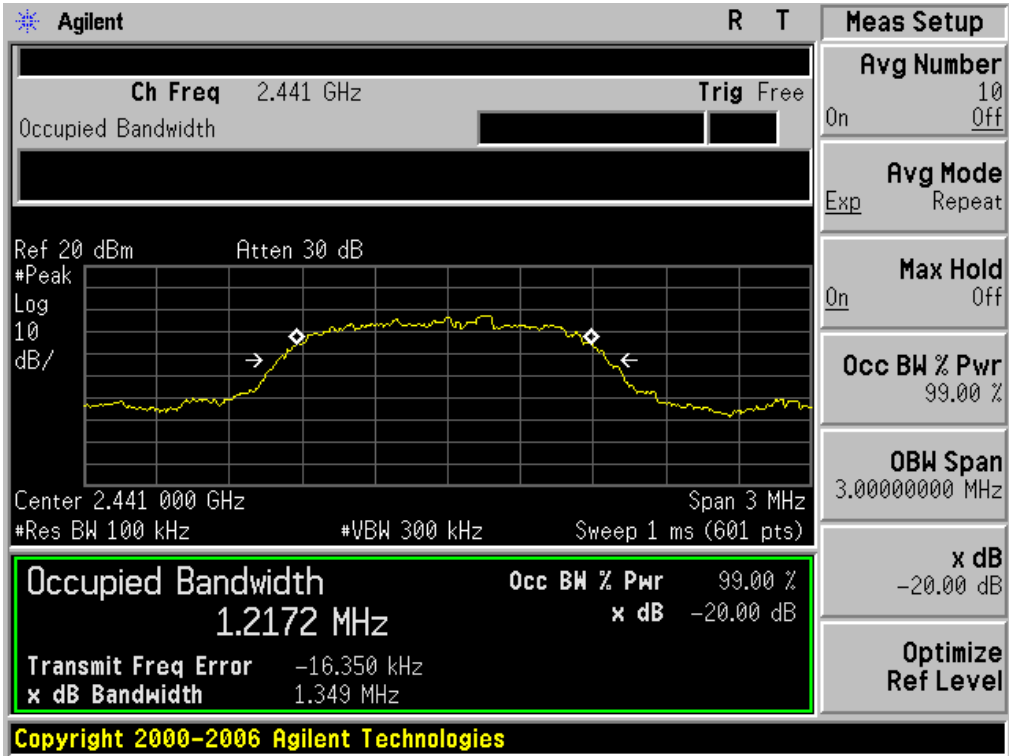 Agilent R T
Ch Freq 2.441 GHz Trig Free
Occupied Bandwidth
Ref 20 dBm Atten 30 dB
#Peak
Log
10
dB/
Center 2.441 000 GHz Span 3 MHz
#Res BW 100 kHz #VBW 300 kHz Sweep 1 ms (601 pts)
Occupied Bandwidth Occ BW % Pwr 99.00 %
1.2172 MHz x dB -20.00 dB
Transmit Freq Error -16.350 kHz
x dB Bandwidth 1.349 MHz
Copyright 2000-2006 Agilent Technologies
Meas Setup
Avg Number
10
On Off
Avg Mode
Exp Repeat
Max Hold
On Off
Occ BW % Pwr
99.00 %
OBW Span
3.00000000 MHz
x dB
-20.00 dB
Optimize
Ref Level